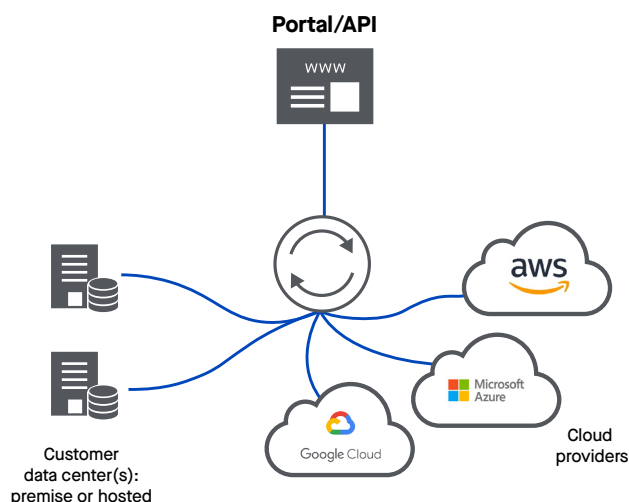 Portal/API
WWW
aws
Microsoft
Azure
Google Cloud
Cloud
providers
Customer
data center(s):
premise or hosted